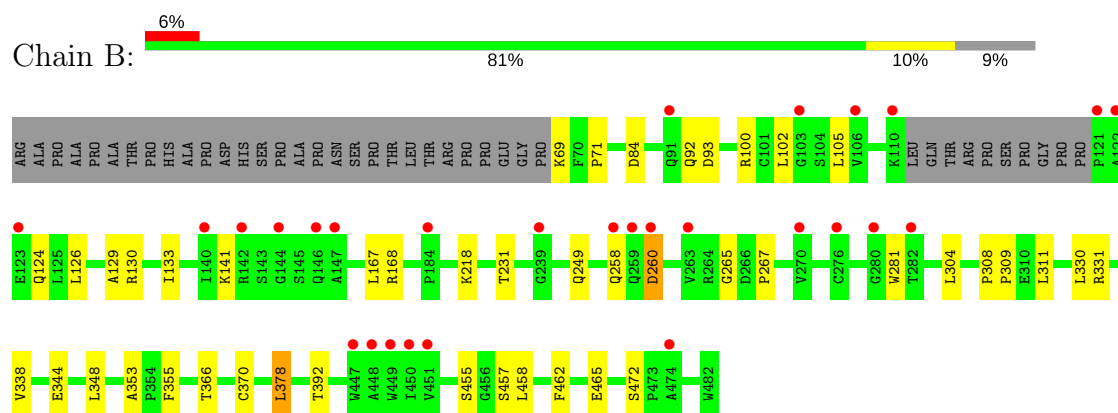 6%
Chain B:
81% 10% 9%
ARG ALA PRO ALA PRO ALA THR PRO HIS ALA PRO ASP HIS SER PRO ALA PRO ASN SER PRO THR LEU THR ARG PRO PRO GLU GLY PRO K69 F70 P71 D84 Q91 Q92 D93 R100 C101 L102 G103 S104 L105 V106 K110 LEU GLN THR ARG PRO SER PRO GLY PRO PRO P121 A122
E123 Q124 L125 L126 A129 R130 I133 I140 K141 R142 S143 G144 S145 Q146 A147 L167 R168 P184 K218 T231 G239 Q249 Q258 Q259 D260 V263 R264 G265 D266 P267 V270 C276 G280 W281 T282 L304 P308 P309 E310 L311 L330 R331
V338 E344 L348 A353 P354 F355 T366 C370 L378 T392 W447 A448 W449 I450 V451 S455 G456 S457 L458 F462 E465 S472 P473 A474 W482